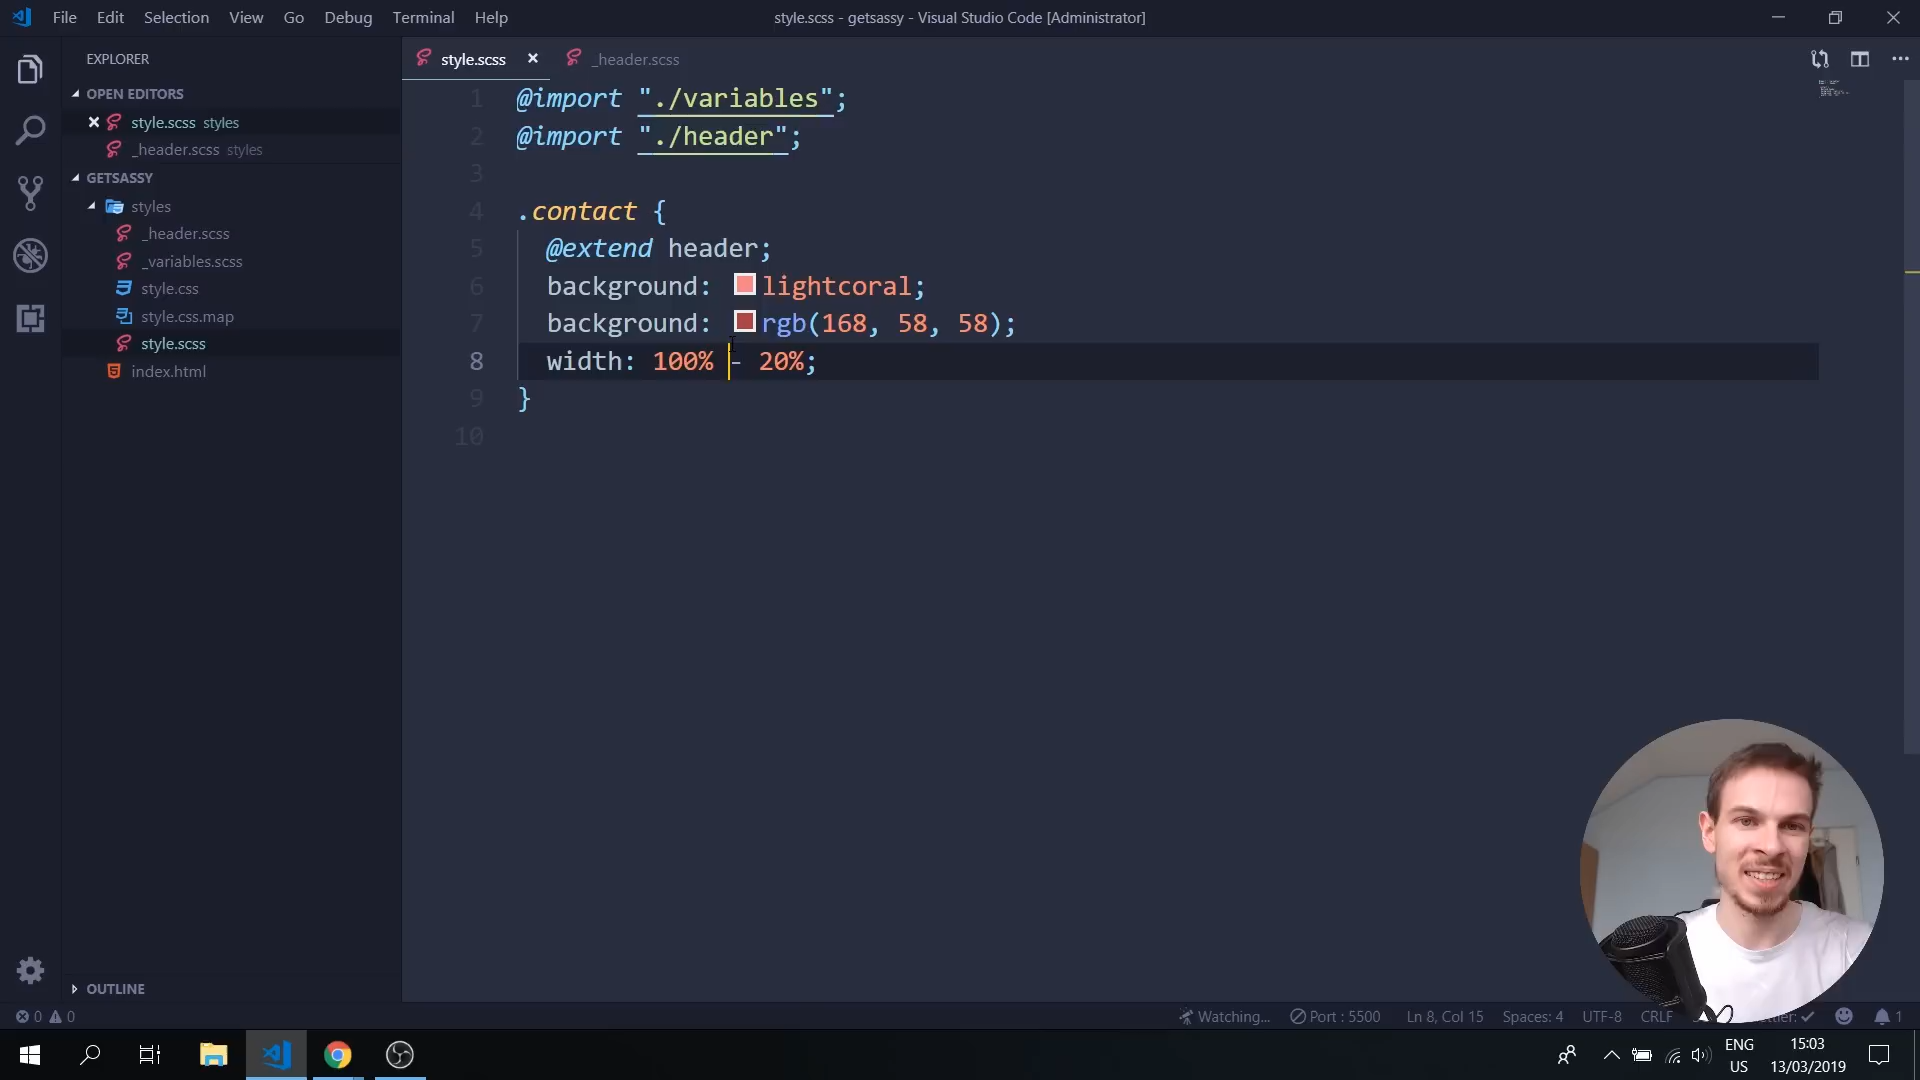 File Edit Selection View Go Debug Terminal Help
style.scss - getsassy - Visual Studio Code [Administrator]
EXPLORER
OPEN EDITORS
style.scss styles
_header.scss styles
GETSASSY
styles
_header.scss
_variables.scss
style.css
style.css.map
style.scss
index.html
OUTLINE
style.scss
_header.scss
1 @import "./variables";
2 @import "./header";
3
4 .contact {
5 @extend header;
6 background: lightcoral;
7 background: rgb(168, 58, 58);
8 width: 100% - 20%;
9 }
10
0 0
Watching... Port : 5500 Ln 8, Col 15 Spaces: 4 UTF-8 CRLF 1
ENG
US
15:03
13/03/2019